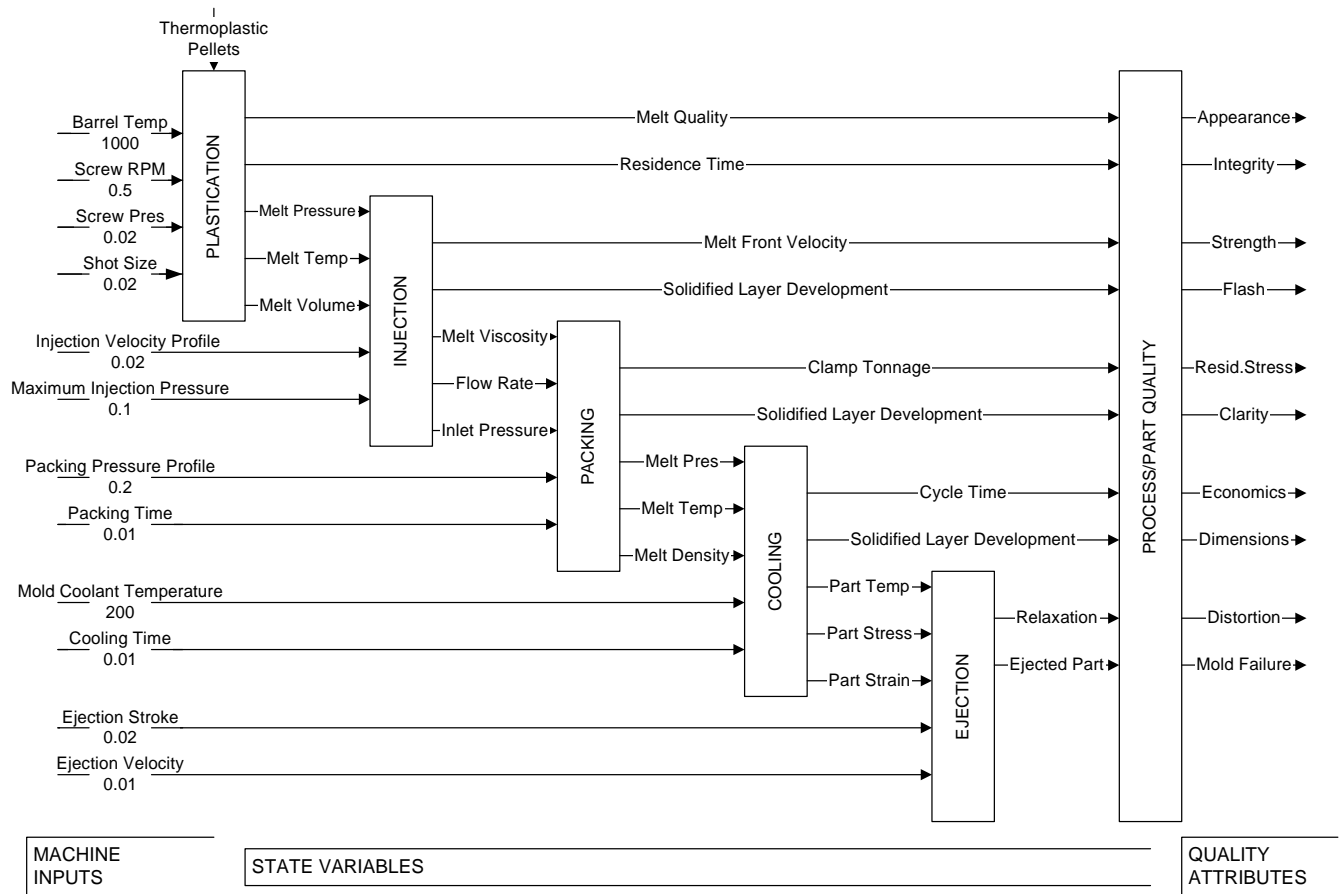 Thermoplastic
Pellets
Barrel Temp
1000
Screw RPM
0.5
Screw Pres
0.02
Shot Size
0.02
PLASTICATION
Melt Quality
Residence Time
Melt Pressure
Melt Temp
Melt Volume
Injection Velocity Profile
0.02
Maximum Injection Pressure
0.1
INJECTION
Melt Front Velocity
Solidified Layer Development
Melt Viscosity
Flow Rate
Inlet Pressure
Packing Pressure Profile
0.2
Packing Time
0.01
PACKING
Clamp Tonnage
Solidified Layer Development
Melt Pres
Melt Temp
Melt Density
Mold Coolant Temperature
200
Cooling Time
0.01
COOLING
Cycle Time
Solidified Layer Development
Part Temp
Part Stress
Part Strain
Ejection Stroke
0.02
Ejection Velocity
0.01
EJECTION
Relaxation
Ejected Part
PROCESS/PART QUALITY
Appearance
Integrity
Strength
Flash
Resid.Stress
Clarity
Economics
Dimensions
Distortion
Mold Failure
MACHINE
INPUTS
STATE VARIABLES
QUALITY
ATTRIBUTES